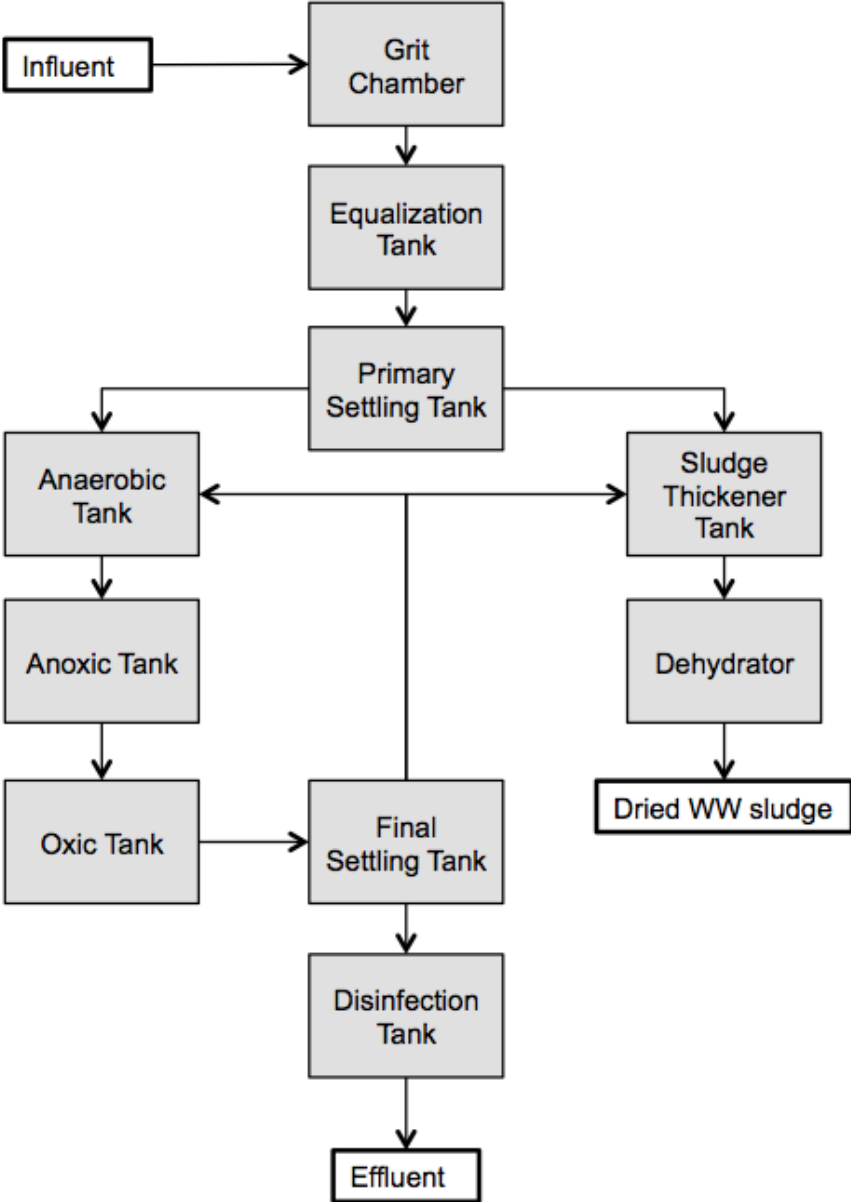 Influent
Grit
Chamber
Equalization
Tank
Primary
Settling Tank
Anaerobic
Tank
Sludge
Thickener
Tank
Anoxic Tank
Dehydrator
Oxic Tank
Final
Settling Tank
Dried WW sludge
Disinfection
Tank
Effluent